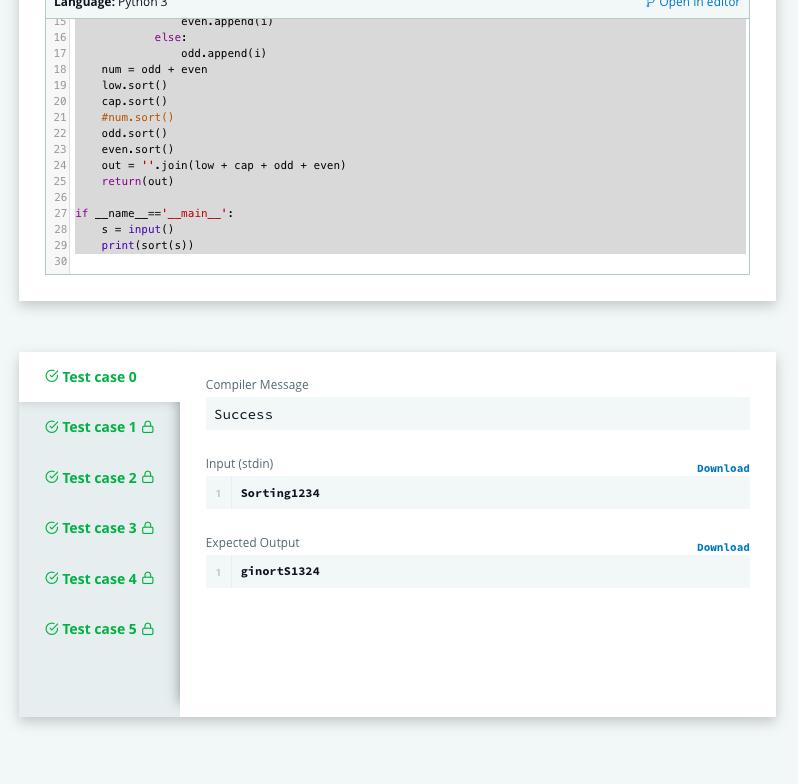 Language: Python 3
Open in editor
15 even.append(i)
16 else:
17 odd.append(i)
18 num = odd + even
19 low.sort()
20 cap.sort()
21 #num.sort()
22 odd.sort()
23 even.sort()
24 out = ''.join(low + cap + odd + even)
25 return(out)
26
27 if __name__=='__main__':
28 s = input()
29 print(sort(s))
30
Test case 0
Test case 1
Test case 2
Test case 3
Test case 4
Test case 5
Compiler Message
Success
Input (stdin)
Download
1 Sorting1234
Expected Output
Download
1 ginortS1324